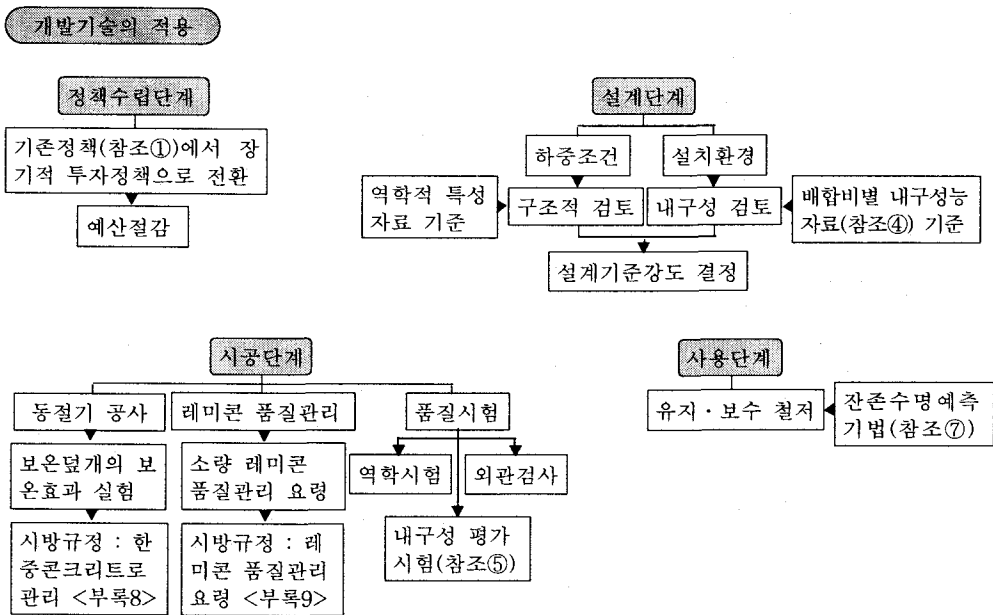 개발기술의 적용
정책수립단계
기존정책(참조①)에서 장
기적 투자정책으로 전환
예산절감
설계단계
하중조건
설치환경
역학적 특성
자료 기준
구조적 검토
내구성 검토
배합비별 내구성능
자료(참조④) 기준
설계기준강도 결정
시공단계
동절기 공사
레미콘 품질관리
품질시험
보온덮개의 보
온효과 실험
소량 레미콘
품질관리 요령
역학시험
외관검사
시방규정 : 한
중콘크리트로
관리 <부록8>
시방규정 : 레
미콘 품질관리
요령 <부록9>
내구성 평가
시험(참조⑤)
사용단계
유지·보수 철저
잔존수명예측
기법(참조⑦)